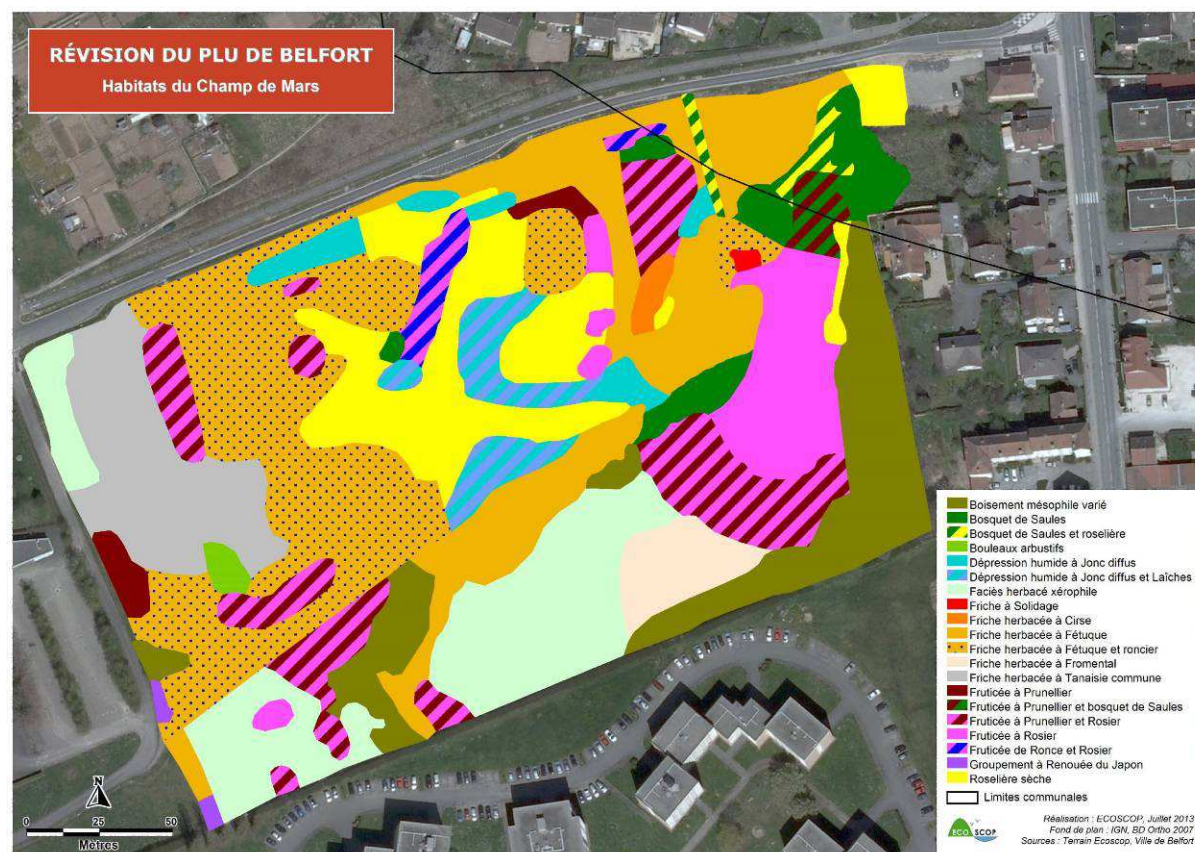 RÉVISION DU PLU DE BELFORT
Habitats du Champ de Mars
Boisement mésophile varié
Bosquet de Saules
Bosquet de Saules et roselière
Bouleaux arbustifs
Dépression humide à Jonc diffus
Dépression humide à Jonc diffus et Laîches
Faciès herbacé xérophile
Friche à Solidage
Friche herbacée à Cirse
Friche herbacée à Fétuque
Friche herbacée à Fétuque et roncier
Friche herbacée à Fromental
Friche herbacée à Tanaisie commune
Fruticée à Prunellier
Fruticée à Prunellier et bosquet de Saules
Fruticée à Prunellier et Rosier
Fruticée à Rosier
Fruticée de Ronce et Rosier
Groupement à Renouée du Japon
Roselière sèche
Limites communales
N
0 25 50
Mètres
ECO SCOP
Réalisation : ECOSCOP, Juillet 2013
Fond de plan : IGN, BD Ortho 2007
Sources : Terrain Ecoscop, Ville de Belfort